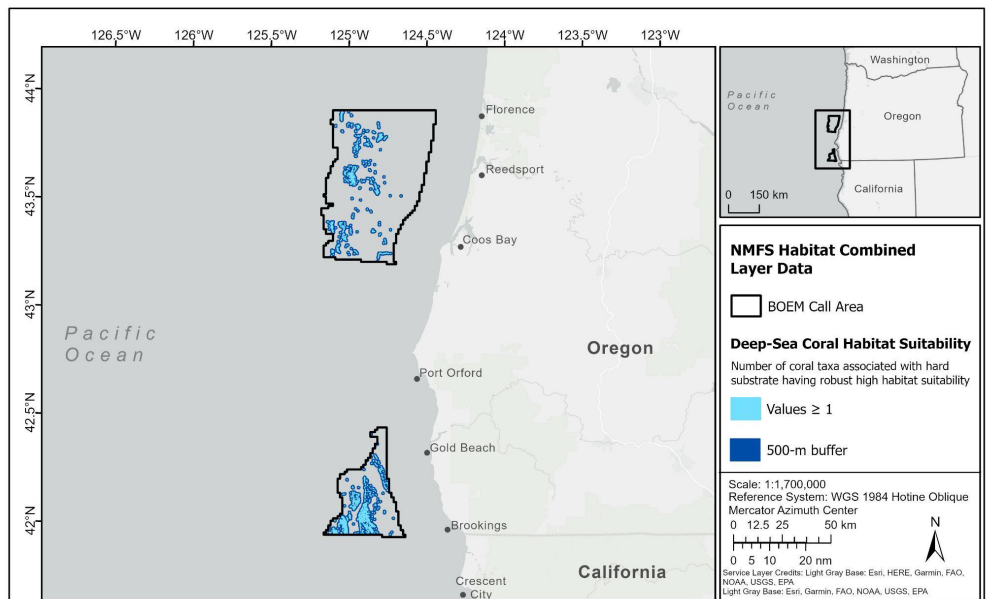 126.5°W 126°W 125.5°W 125°W 124.5°W 124°W 123.5°W 123°W
44°N
43.5°N
43°N
42.5°N
42°N
Florence
Reedsport
Coos Bay
Pacific
Ocean
Oregon
Port Orford
Gold Beach
Brookings
California
Crescent
City
Washington
Pacific
Ocean
Oregon
California
0 150 km
NMFS Habitat Combined
Layer Data
BOEM Call Area
Deep-Sea Coral Habitat Suitability
Number of coral taxa associated with hard
substrate having robust high habitat suitability
Values ≥ 1
500-m buffer
Scale: 1:1,700,000
Reference System: WGS 1984 Hotine Oblique
Mercator Azimuth Center
0 12.5 25 50 km
N
0 5 10 20 nm
Service Layer Credits: Light Gray Base: Esri, HERE, Garmin, FAO,
NOAA, USGS, EPA
Light Gray Base: Esri, Garmin, FAO, NOAA, USGS, EPA